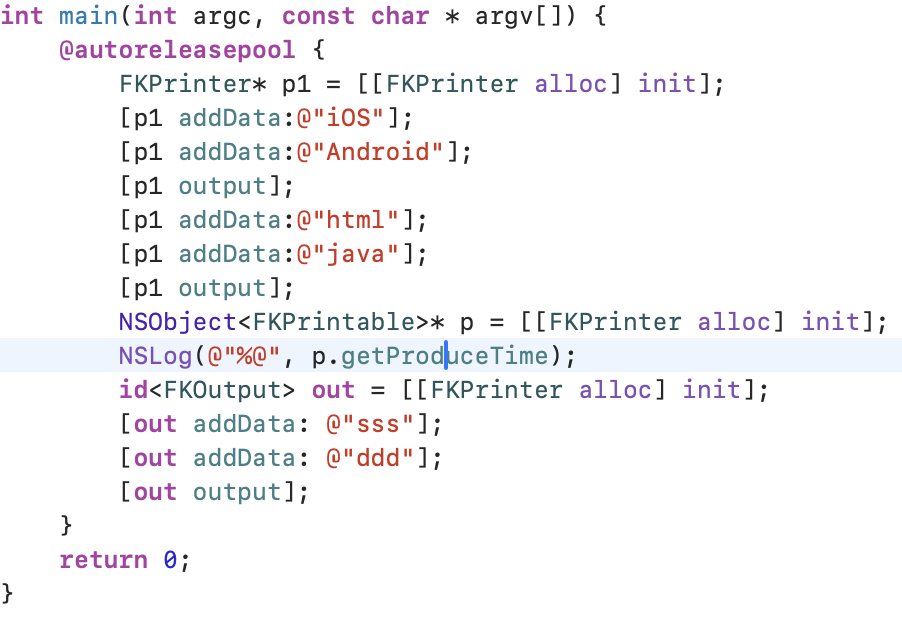 int main(int argc, const char * argv[]) {
    @autoreleasepool {
        FKPrinter* p1 = [[FKPrinter alloc] init];
        [p1 addData:@"iOS"];
        [p1 addData:@"Android"];
        [p1 output];
        [p1 addData:@"html"];
        [p1 addData:@"java"];
        [p1 output];
        NSObject<FKPrintable>* p = [[FKPrinter alloc] init];
        NSLog(@"%@", p.getProduceTime);
        id<FKOutput> out = [[FKPrinter alloc] init];
        [out addData: @"sss"];
        [out addData: @"ddd"];
        [out output];
    }
    return 0;
}